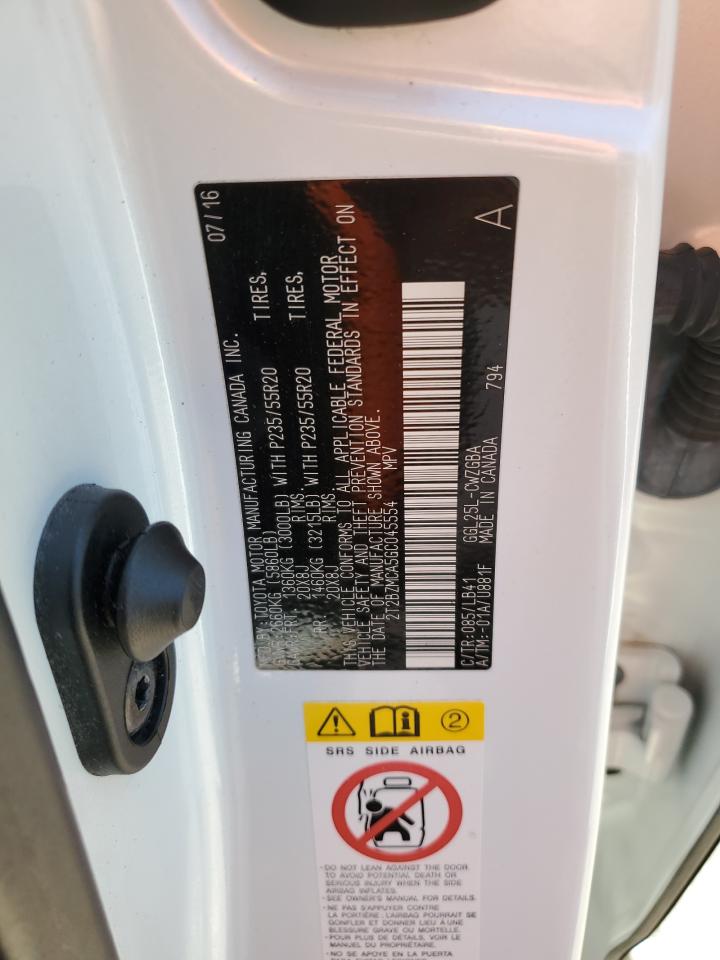 MFD.BY:TOYOTA MOTOR MANUFACTURING CANADA INC. 07/16
GVWR 2660KG (5860LB)
GAWR FRT. 1360KG (3000LB) WITH P235/55R20 TIRES,
20X8J RIMS
RR. 1460KG (3215LB) WITH P235/55R20 TIRES,
20X8J RIMS
THIS VEHICLE CONFORMS TO ALL APPLICABLE FEDERAL MOTOR
VEHICLE SAFETY AND THEFT PREVENTION STANDARDS IN EFFECT ON
THE DATE OF MANUFACTURE SHOWN ABOVE.
2T2BZMCA5GC045554 MPV
C/TR:D85/LB41 GGL25L-CWZGBA A
A/TM:-01A/U881F MADE IN CANADA 794
2
SRS SIDE AIRBAG
·DO NOT LEAN AGAINST THE DOOR
TO AVOID POTENTIAL DEATH OR
SERIOUS INJURY WHEN THE SIDE
AIRBAG INFLATES.
·SEE OWNER'S MANUAL FOR DETAILS.
·NE PAS S'APPUYER CONTRE
LA PORTIÈRE: L'AIRBAG POURRAIT SE
GONFLER ET DONNER LIEU À UNE
BLESSURE GRAVE OU MORTELLE.
·POUR PLUS DE DÉTAILS, VOIR LE
MANUEL DU PROPRIÉTAIRE.
·NO SE APOYE EN LA PUERTA